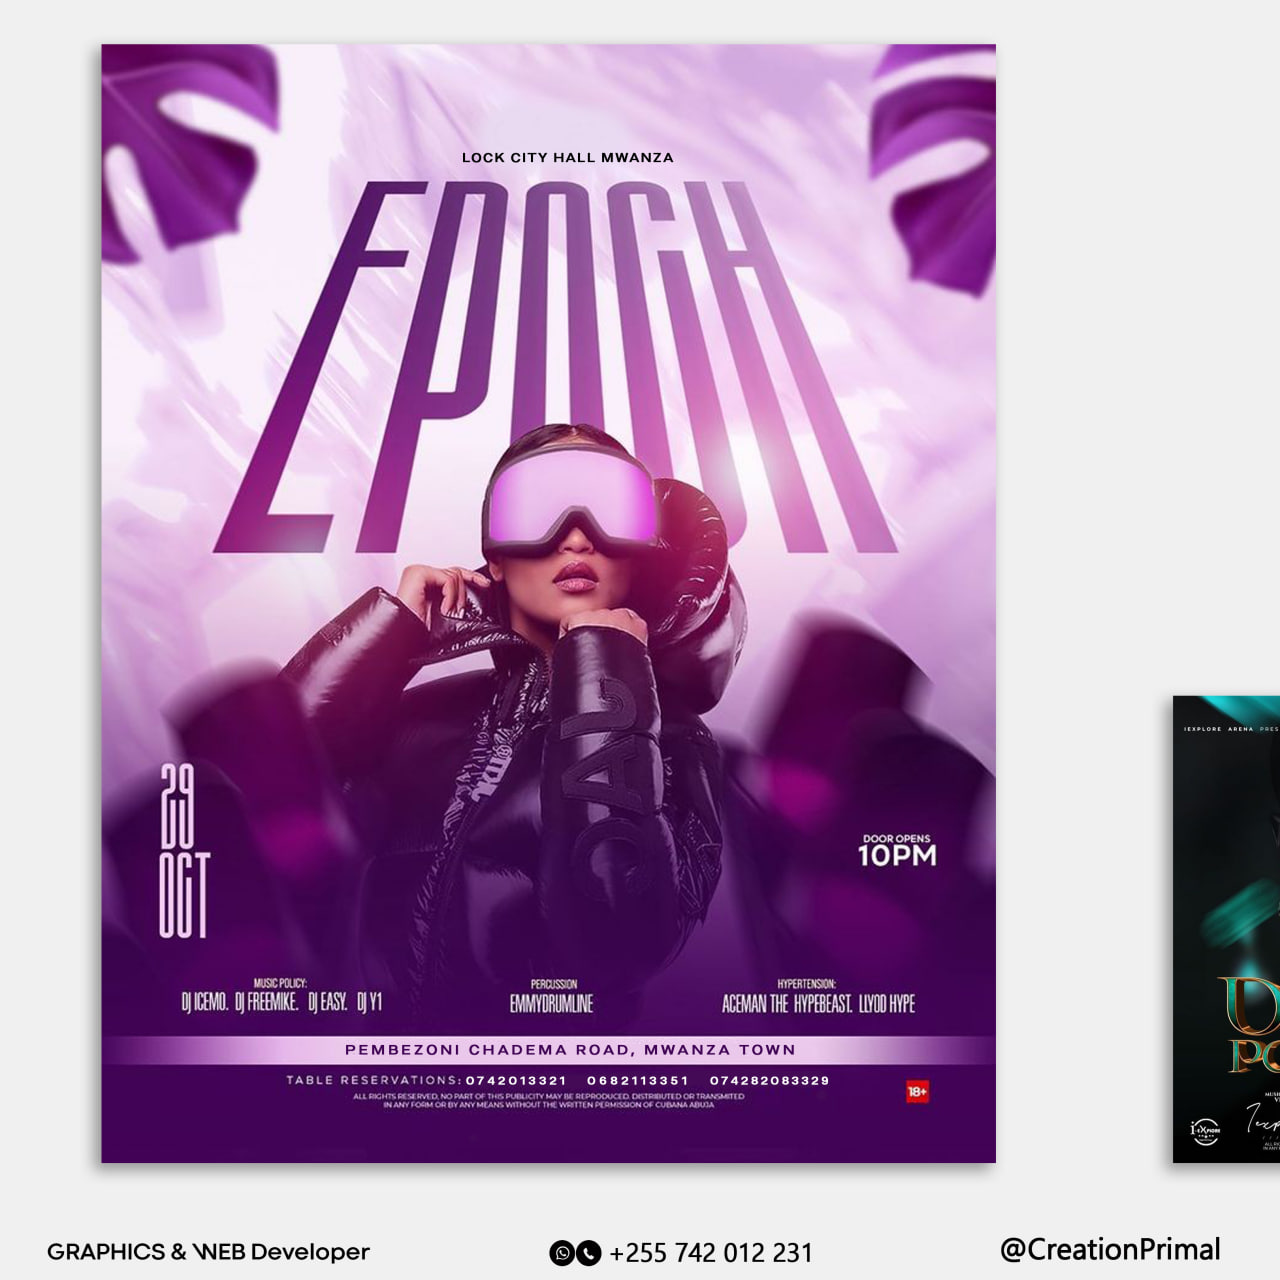 LOCK CITY HALL MWANZA
EPOCH
29
OCT
DOOR OPENS
10PM
MUSIC POLICY:
DJ ICEMO. DJ FREEMIKE. DJ EASY. DJ Y1
PERCUSSION
EMMYDRUMLINE
HYPERTENSION:
ACEMAN THE HYPEBEAST. LLYOD HYPE
PEMBEZONI CHADEMA ROAD, MWANZA TOWN
TABLE RESERVATIONS: 0742013321 0682113351 074282083329
ALL RIGHTS RESERVED, NO PART OF THIS PUBLICITY MAY BE REPRODUCED. DISTRIBUTED OR TRANSMITED
IN ANY FORM OR BY ANY MEANS WITHOUT THE WRITTEN PERMISSION OF CUBANA ABUJA
18+
IEXPLORE ARENA PRES
GRAPHICS & WEB Developer
+255 742 012 231
@CreationPrimal